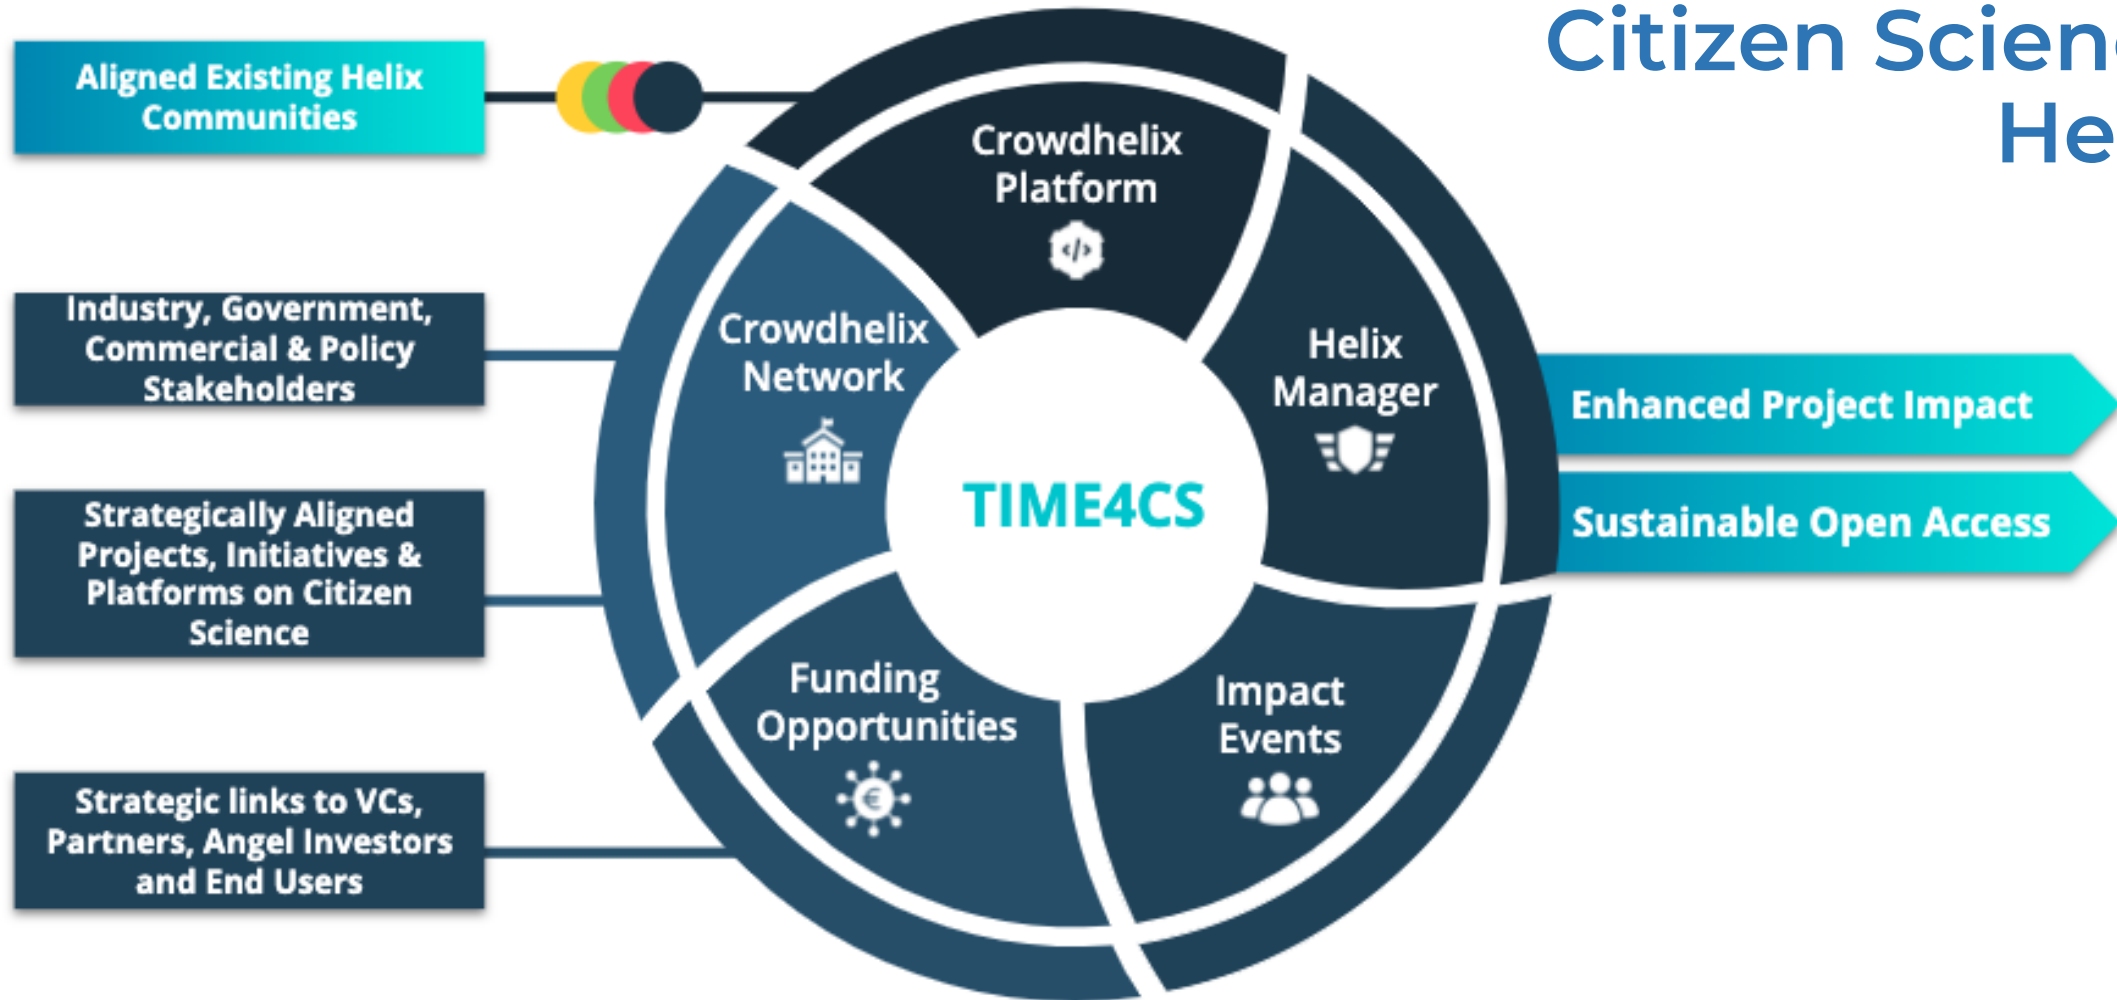 Citizen Scien
He
Aligned Existing Helix
Communities
Industry, Government,
Commercial & Policy
Stakeholders
Strategically Aligned
Projects, Initiatives &
Platforms on Citizen
Science
Strategic links to VCs,
Partners, Angel Investors
and End Users
Crowdhelix
Platform
</>
Crowdhelix
Network
Helix
Manager
TIME4CS
Funding
Opportunities
€
Impact
Events
Enhanced Project Impact
Sustainable Open Access